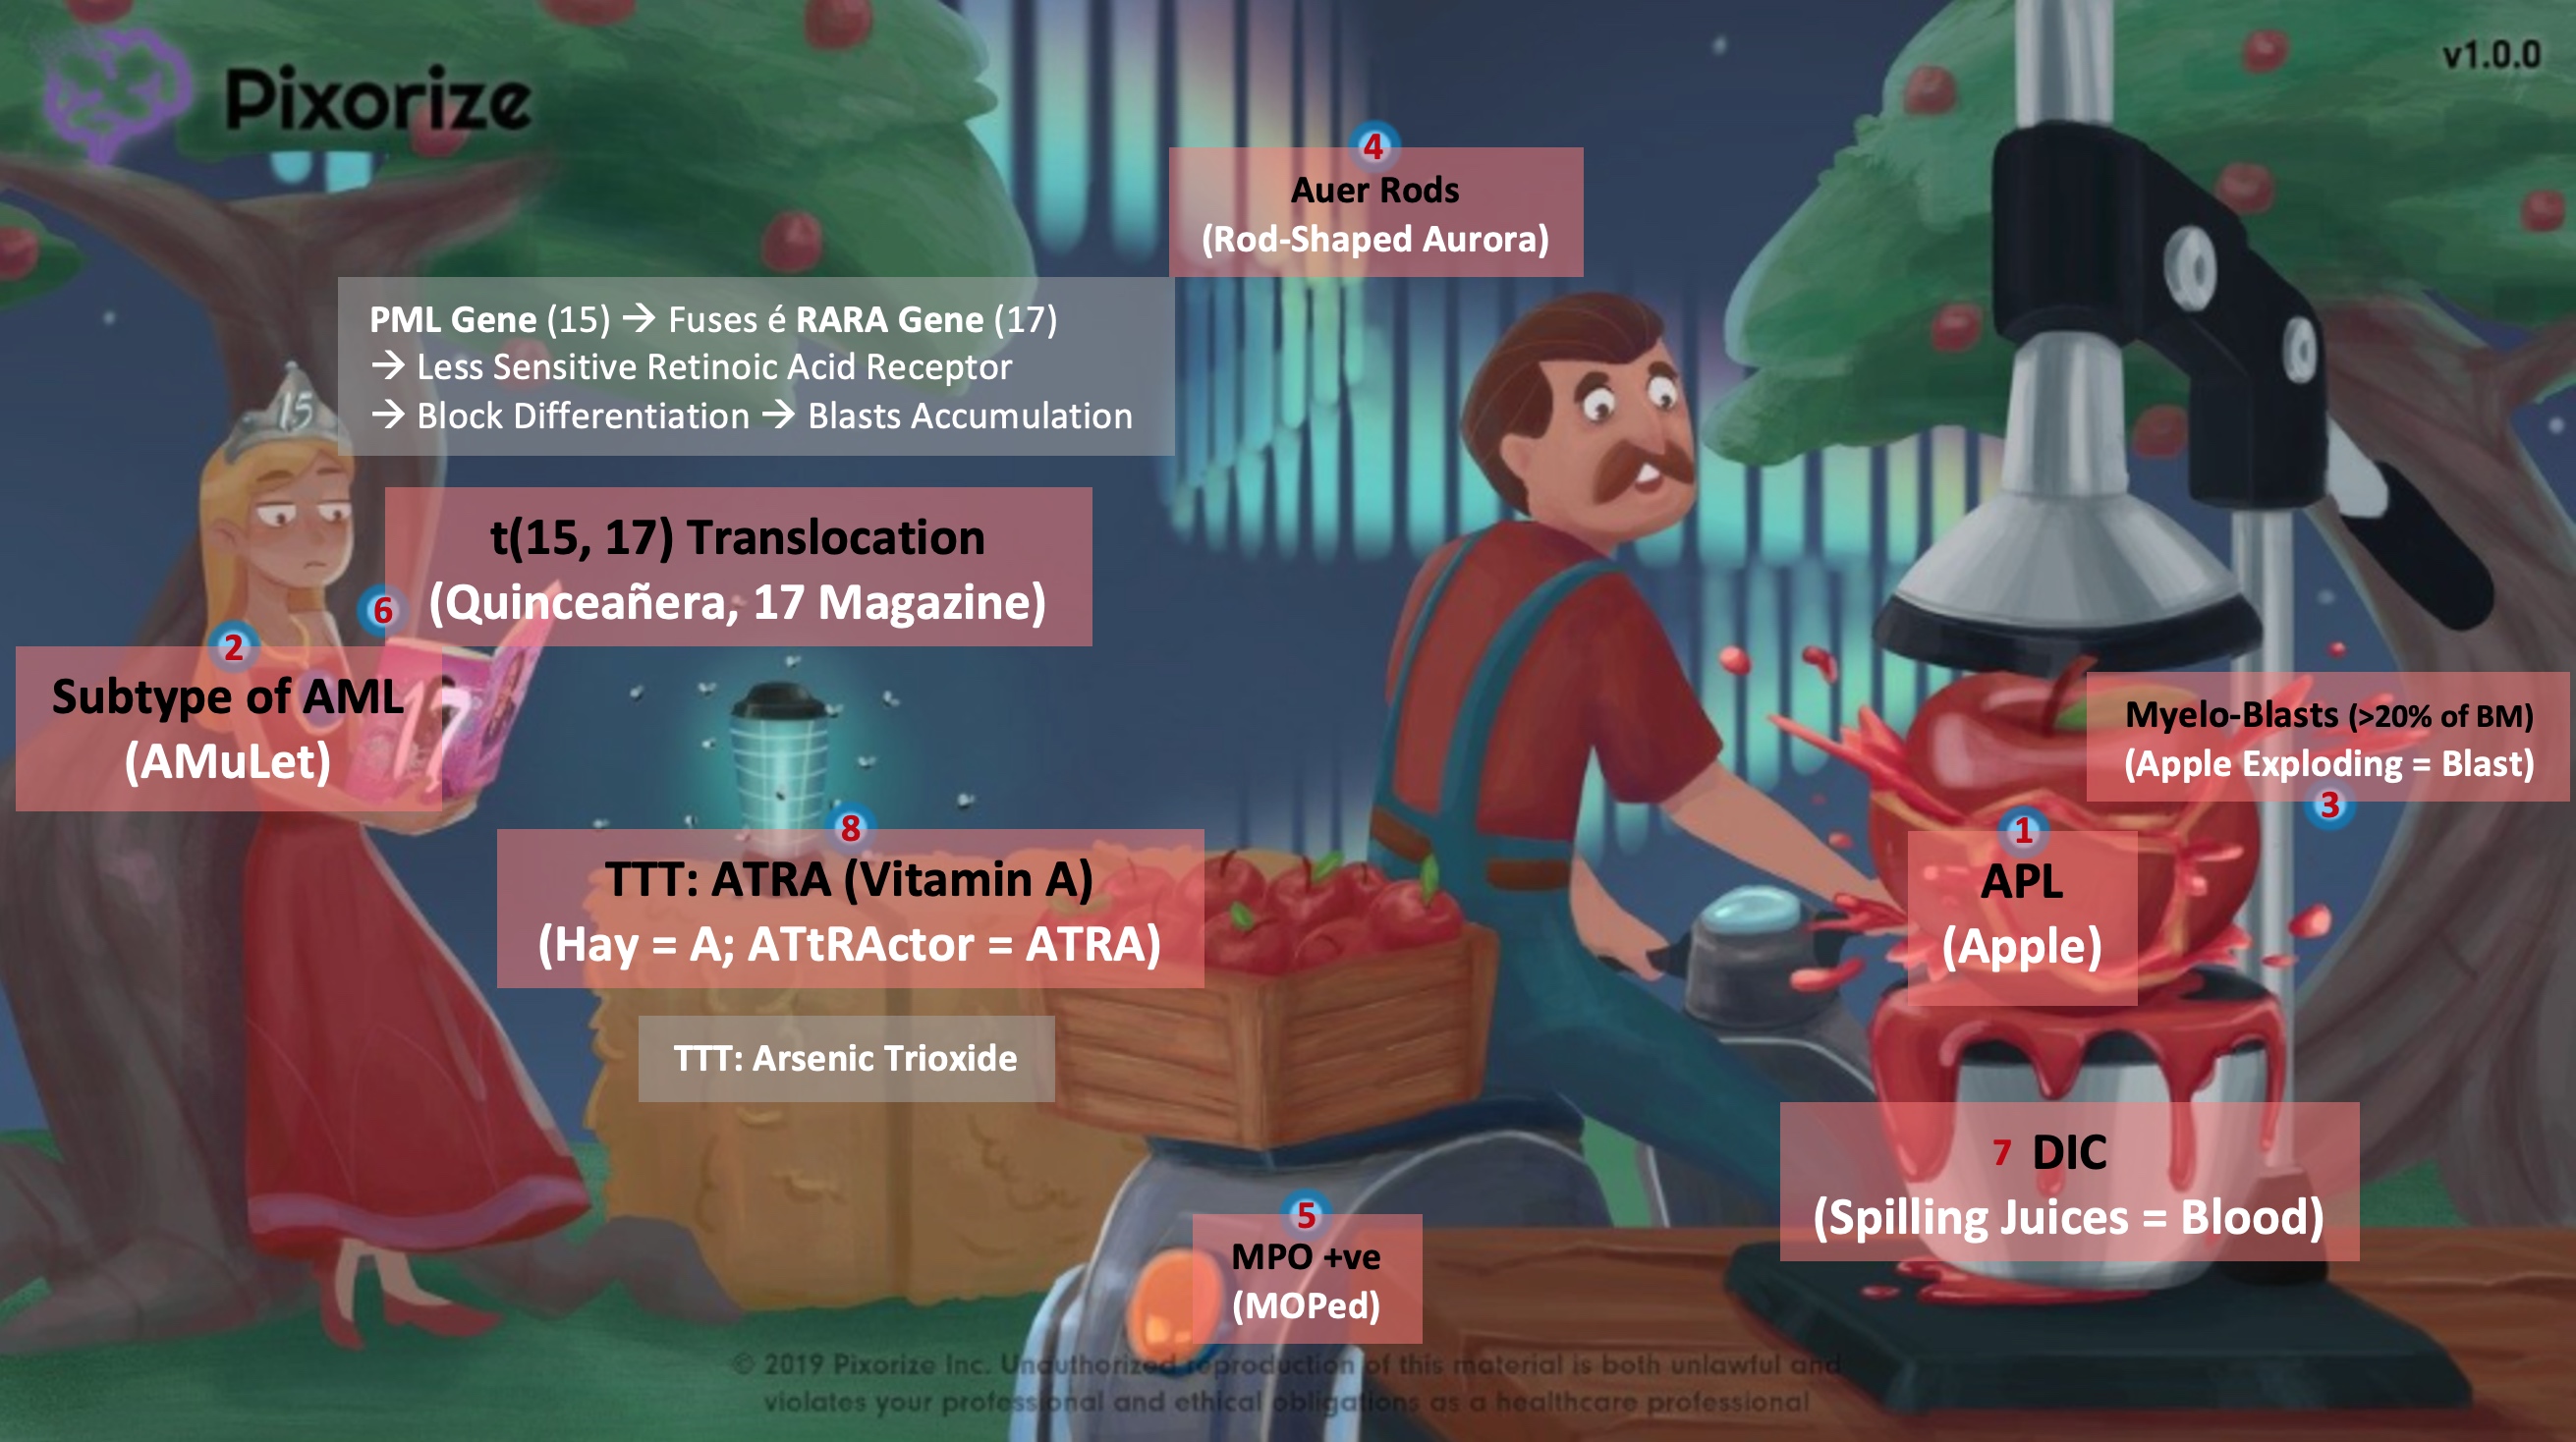 Pixorize
v1.0.0
4
Auer Rods
(Rod-Shaped Aurora)
PML Gene (15) → Fuses é RARA Gene (17)
→ Less Sensitive Retinoic Acid Receptor
→ Block Differentiation → Blasts Accumulation
15
t(15, 17) Translocation
(Quinceañera, 17 Magazine)
6
2
Subtype of AML
(AMuLet)
17
Myelo-Blasts (>20% of BM)
(Apple Exploding = Blast)
3
8
TTT: ATRA (Vitamin A)
(Hay = A; ATtRActor = ATRA)
1
APL
(Apple)
TTT: Arsenic Trioxide
7 DIC
(Spilling Juices = Blood)
5
MPO +ve
(MOPed)
© 2019 Pixorize Inc. Unauthorized reproduction of this material is both unlawful and
violates your professional and ethical obligations as a healthcare professional